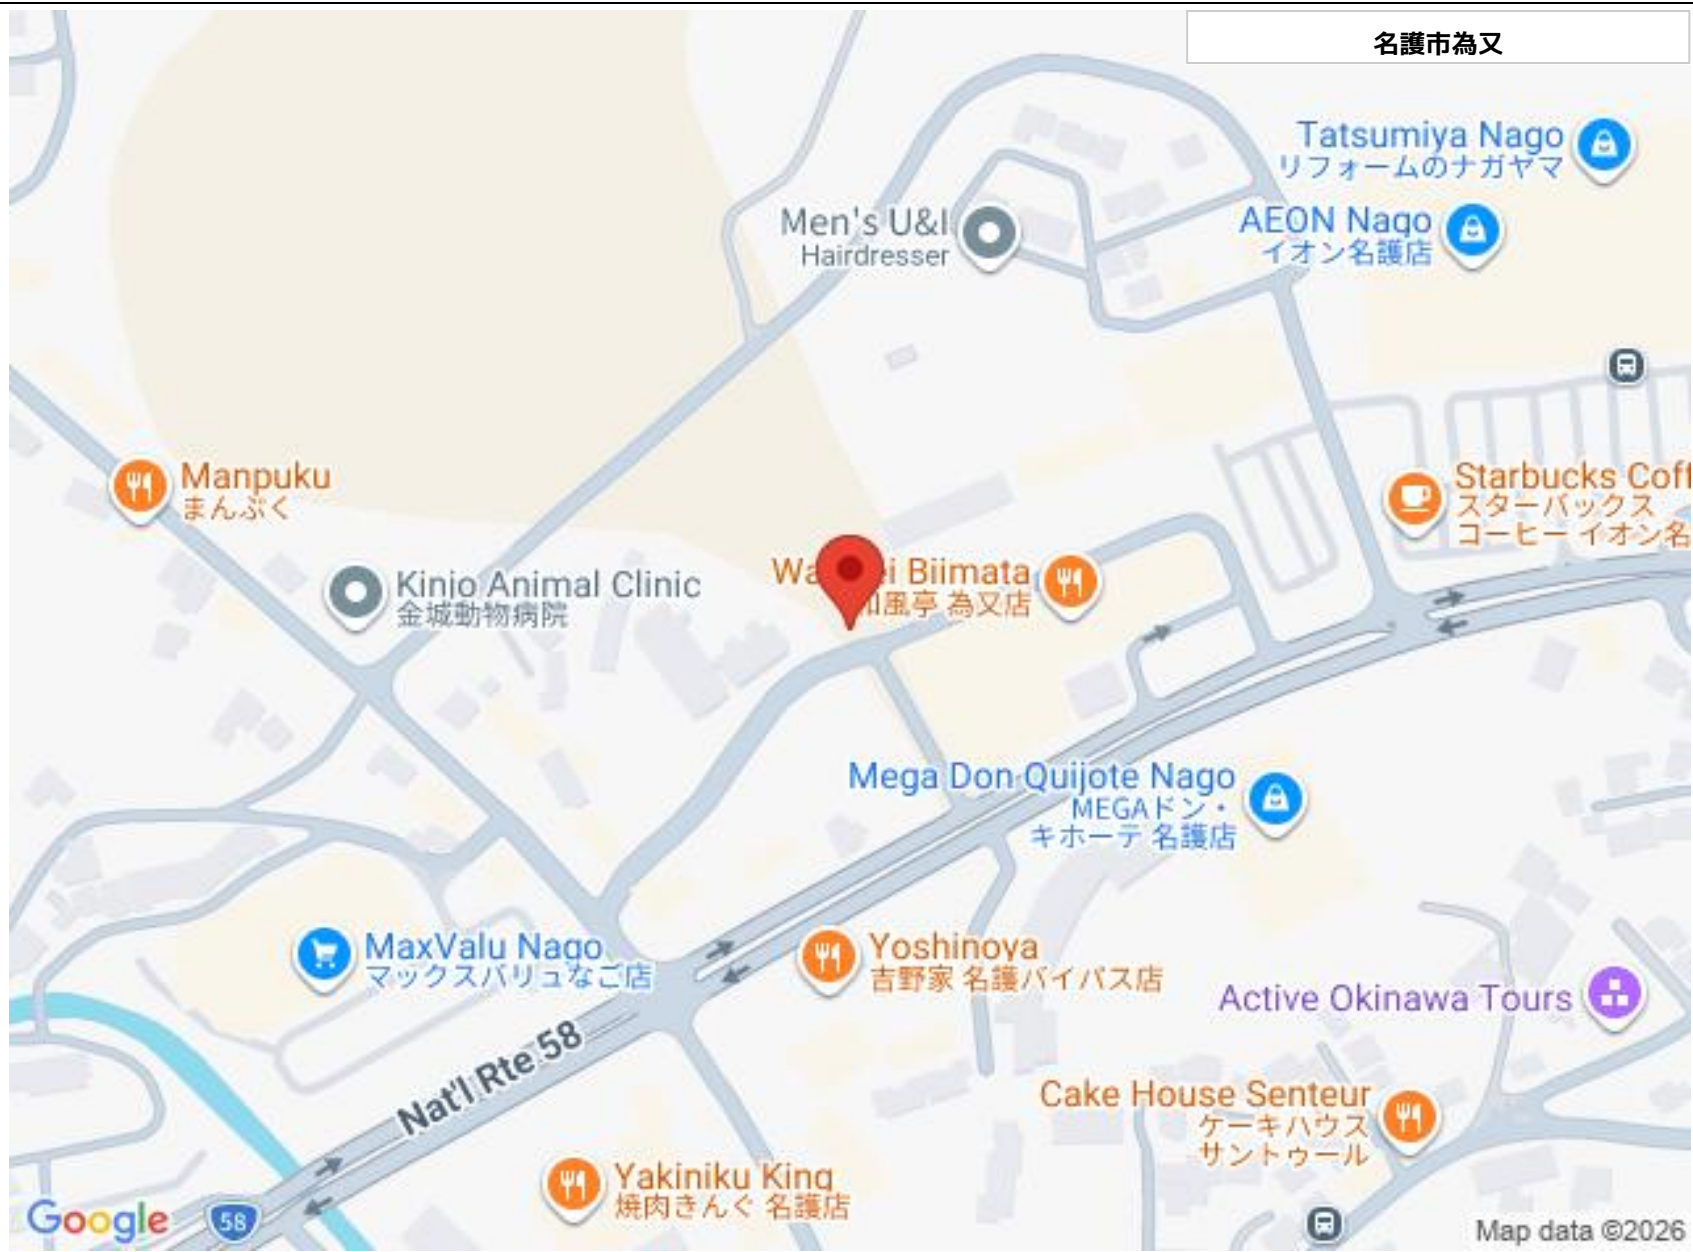 名護市為又
Tatsumiya Nago
リフォームのナガヤマ
Men's U&I
Hairdresser
AEON Nago
イオン名護店
Manpuku
まんぷく
Starbucks Coff
スターバックス
コーヒー イオン名
Kinjo Animal Clinic
金城動物病院
Biimata
風亭 為又店
Mega Don Quijote Nago
MEGAドン・
キホーテ 名護店
MaxValu Nago
マックスバリュなご店
Yoshinoya
吉野家 名護バイパス店
Active Okinawa Tours
Nat'l Rte 58
Cake House Senteur
ケーキハウス
サントゥール
Yakiniku King
焼肉きんぐ 名護店
Google
58
Map data ©2026